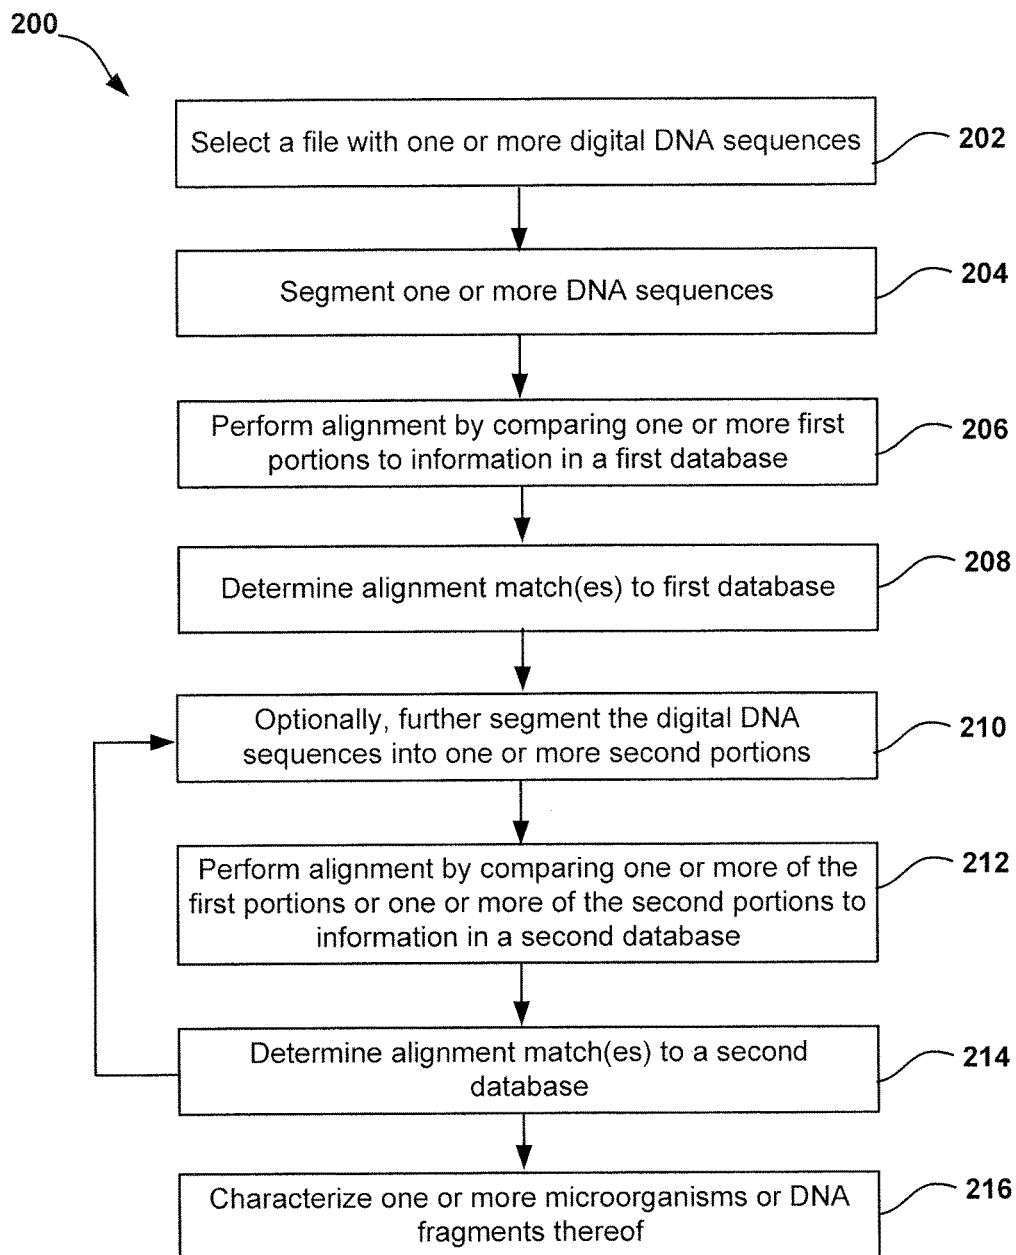 200
Select a file with one or more digital DNA sequences
202
Segment one or more DNA sequences
204
Perform alignment by comparing one or more first
portions to information in a first database
206
Determine alignment match(es) to first database
208
Optionally, further segment the digital DNA
sequences into one or more second portions
210
Perform alignment by comparing one or more of the
first portions or one or more of the second portions to
information in a second database
212
Determine alignment match(es) to a second
database
214
Characterize one or more microorganisms or DNA
fragments thereof
216